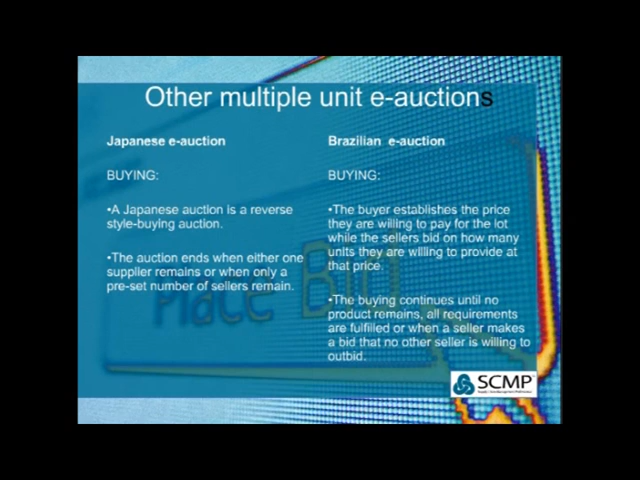 Other multiple unit e-auctions
Japanese e-auction
BUYING:
•A Japanese auction is a reverse
style-buying auction.
•The auction ends when either one
supplier remains or when only a
pre-set number of sellers remain.
Brazilian e-auction
BUYING:
•The buyer establishes the price
they are willing to pay for the lot
while the sellers bid on how many
units they are willing to provide at
that price.
•The buying continues until no
product remains, all requirements
are fulfilled or when a seller makes
a bid that no other seller is willing to
outbid.
Place Bid
SCMP